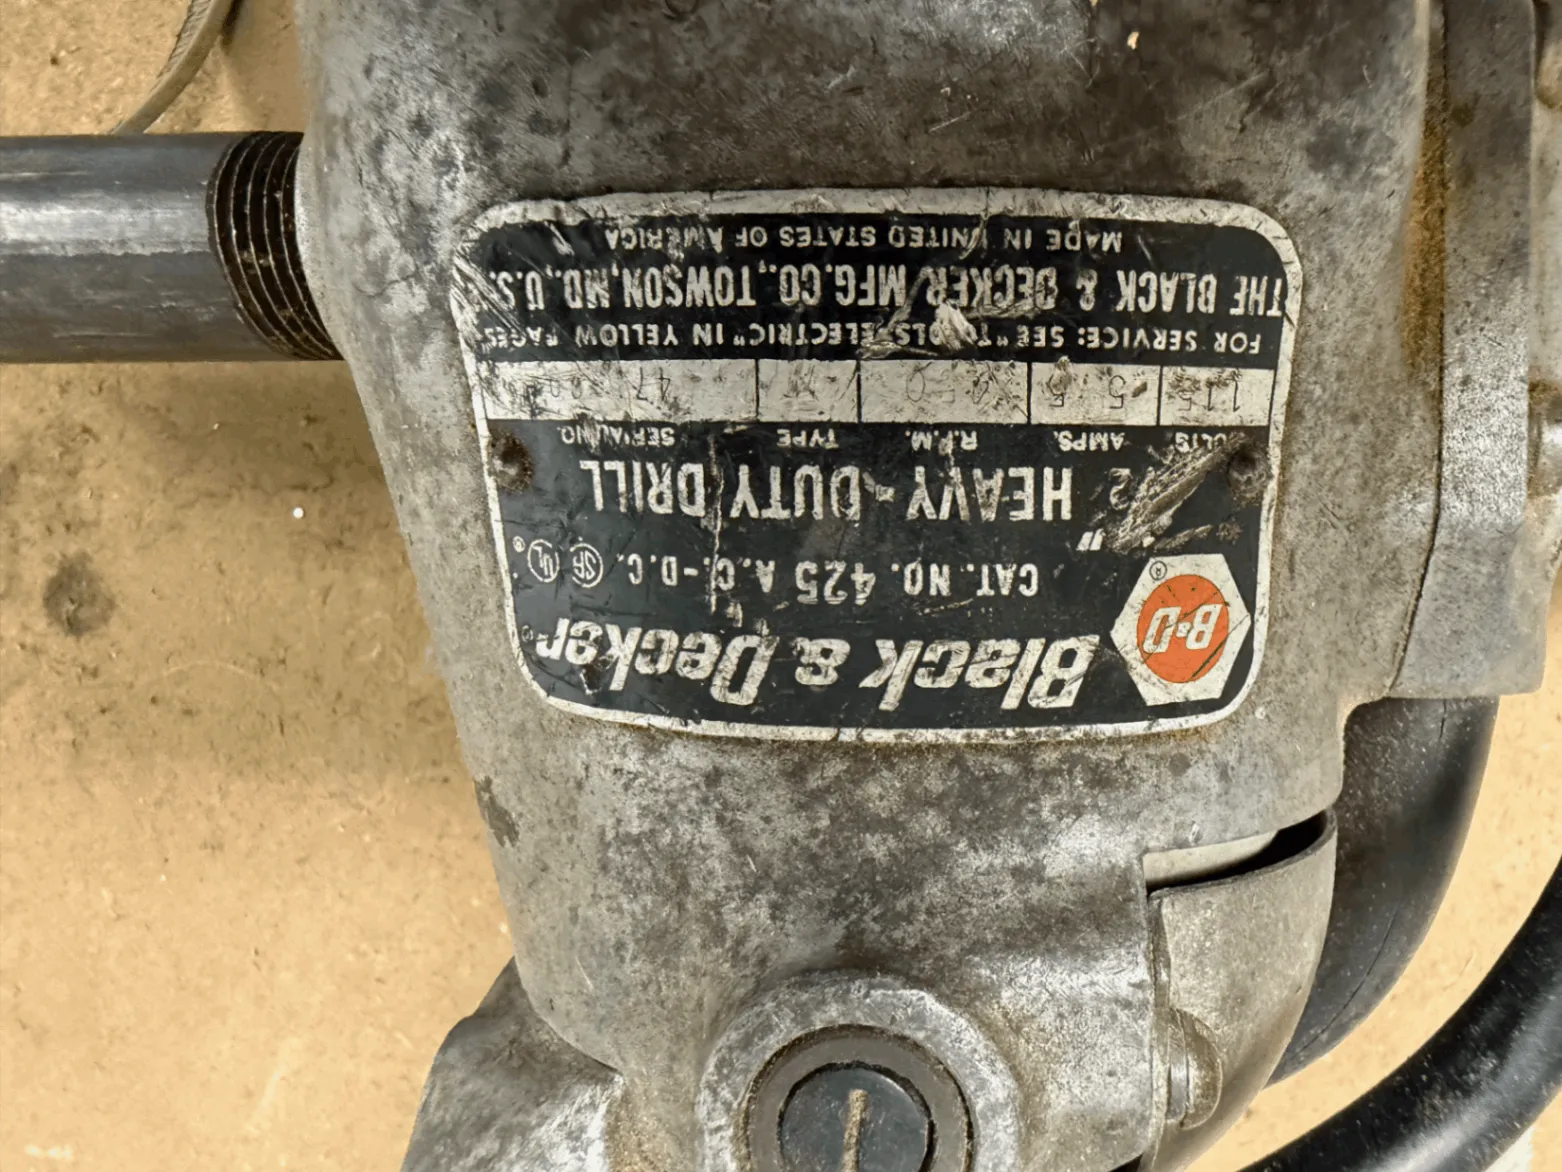 B&D ®
Black & Decker®
CAT. NO. 425 A.C.-D.C. SG UL®
/2" HEAVY-DUTY DRILL
VOLTS. AMPS. R.P.M. TYPE SERIAL NO.
115 5.5
FOR SERVICE: SEE "TOOLS ELECTRIC" IN YELLOW PAGES
THE BLACK & DECKER MFG. CO., TOWSON, MD., U.S.
MADE IN UNITED STATES OF AMERICA